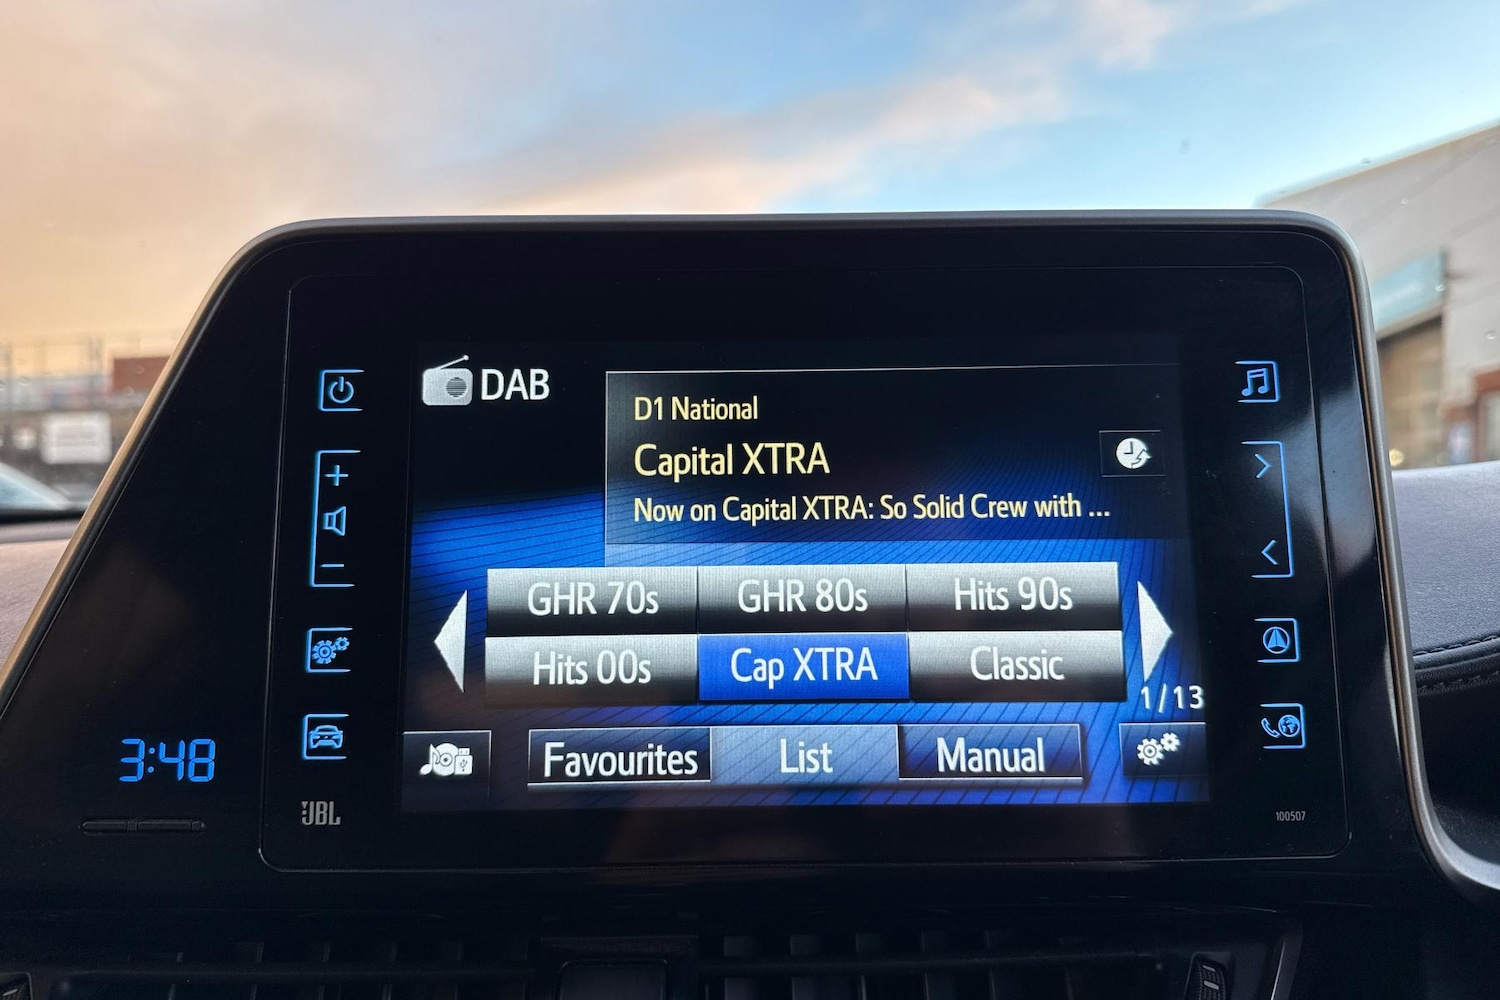 DAB
D1 National
Capital XTRA
Now on Capital XTRA: So Solid Crew with ...
GHR 70s GHR 80s Hits 90s
Hits 00s Cap XTRA Classic
1/13
Favourites List Manual
3:48
JBL
100507